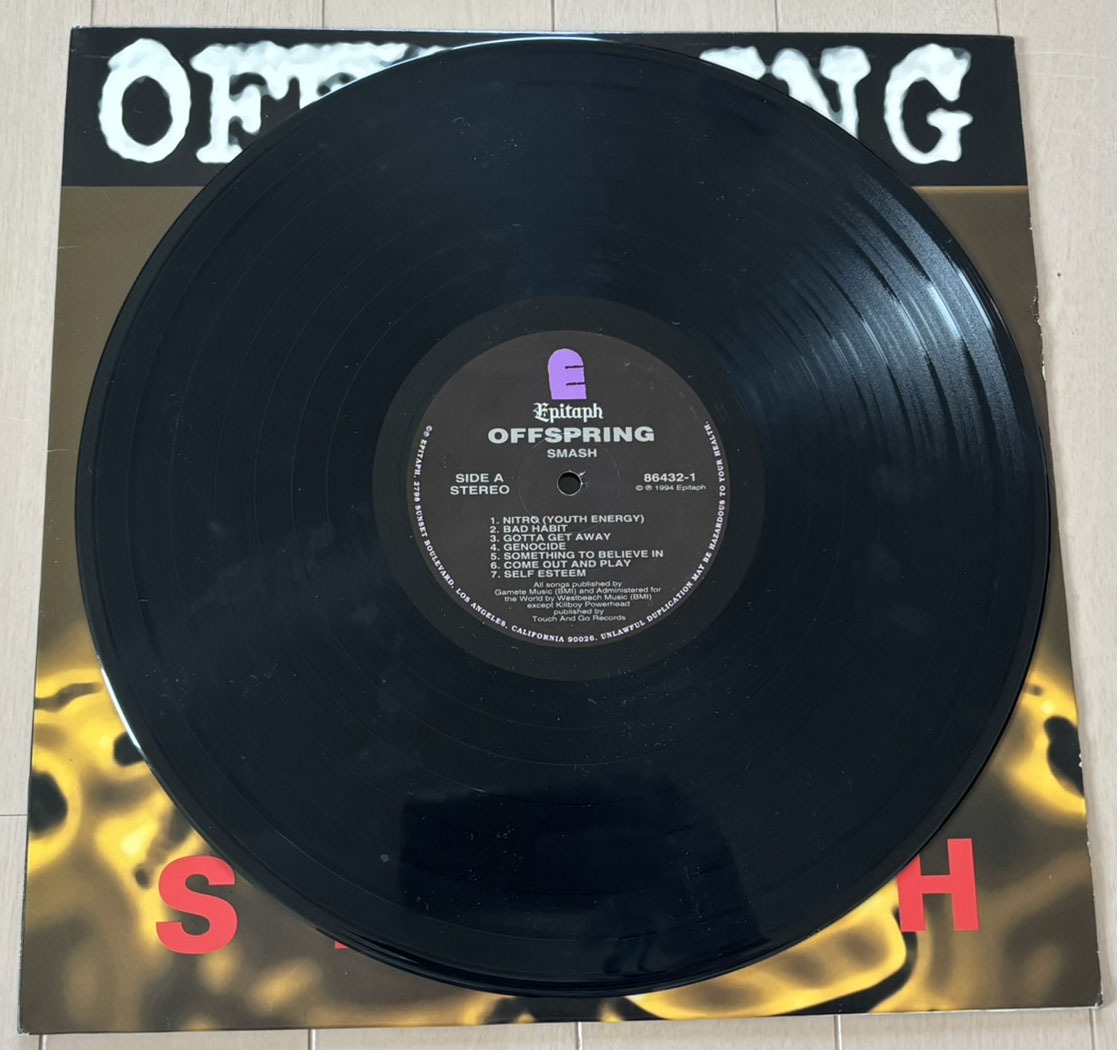 OFF NG
Epitaph
OFFSPRING
SMASH
SIDE A
STEREO
86432-1
© ℗ 1994 Epitaph
1. NITRO (YOUTH ENERGY)
2. BAD HABIT
3. GOTTA GET AWAY
4. GENOCIDE
5. SOMETHING TO BELIEVE IN
6. COME OUT AND PLAY
7. SELF ESTEEM
All songs published by
Gamete Music (BMI) and Administered for
the World by Westbeach Music (BMI)
except Killboy Powerhead
published by
Touch And Go Records
©℗ EPITAPH. 2798 SUNSET BOULEVARD. LOS ANGELES. CALIFORNIA 90026. UNLAWFUL DUPLICATION MAY BE HAZARDOUS TO YOUR HEALTH.
S H